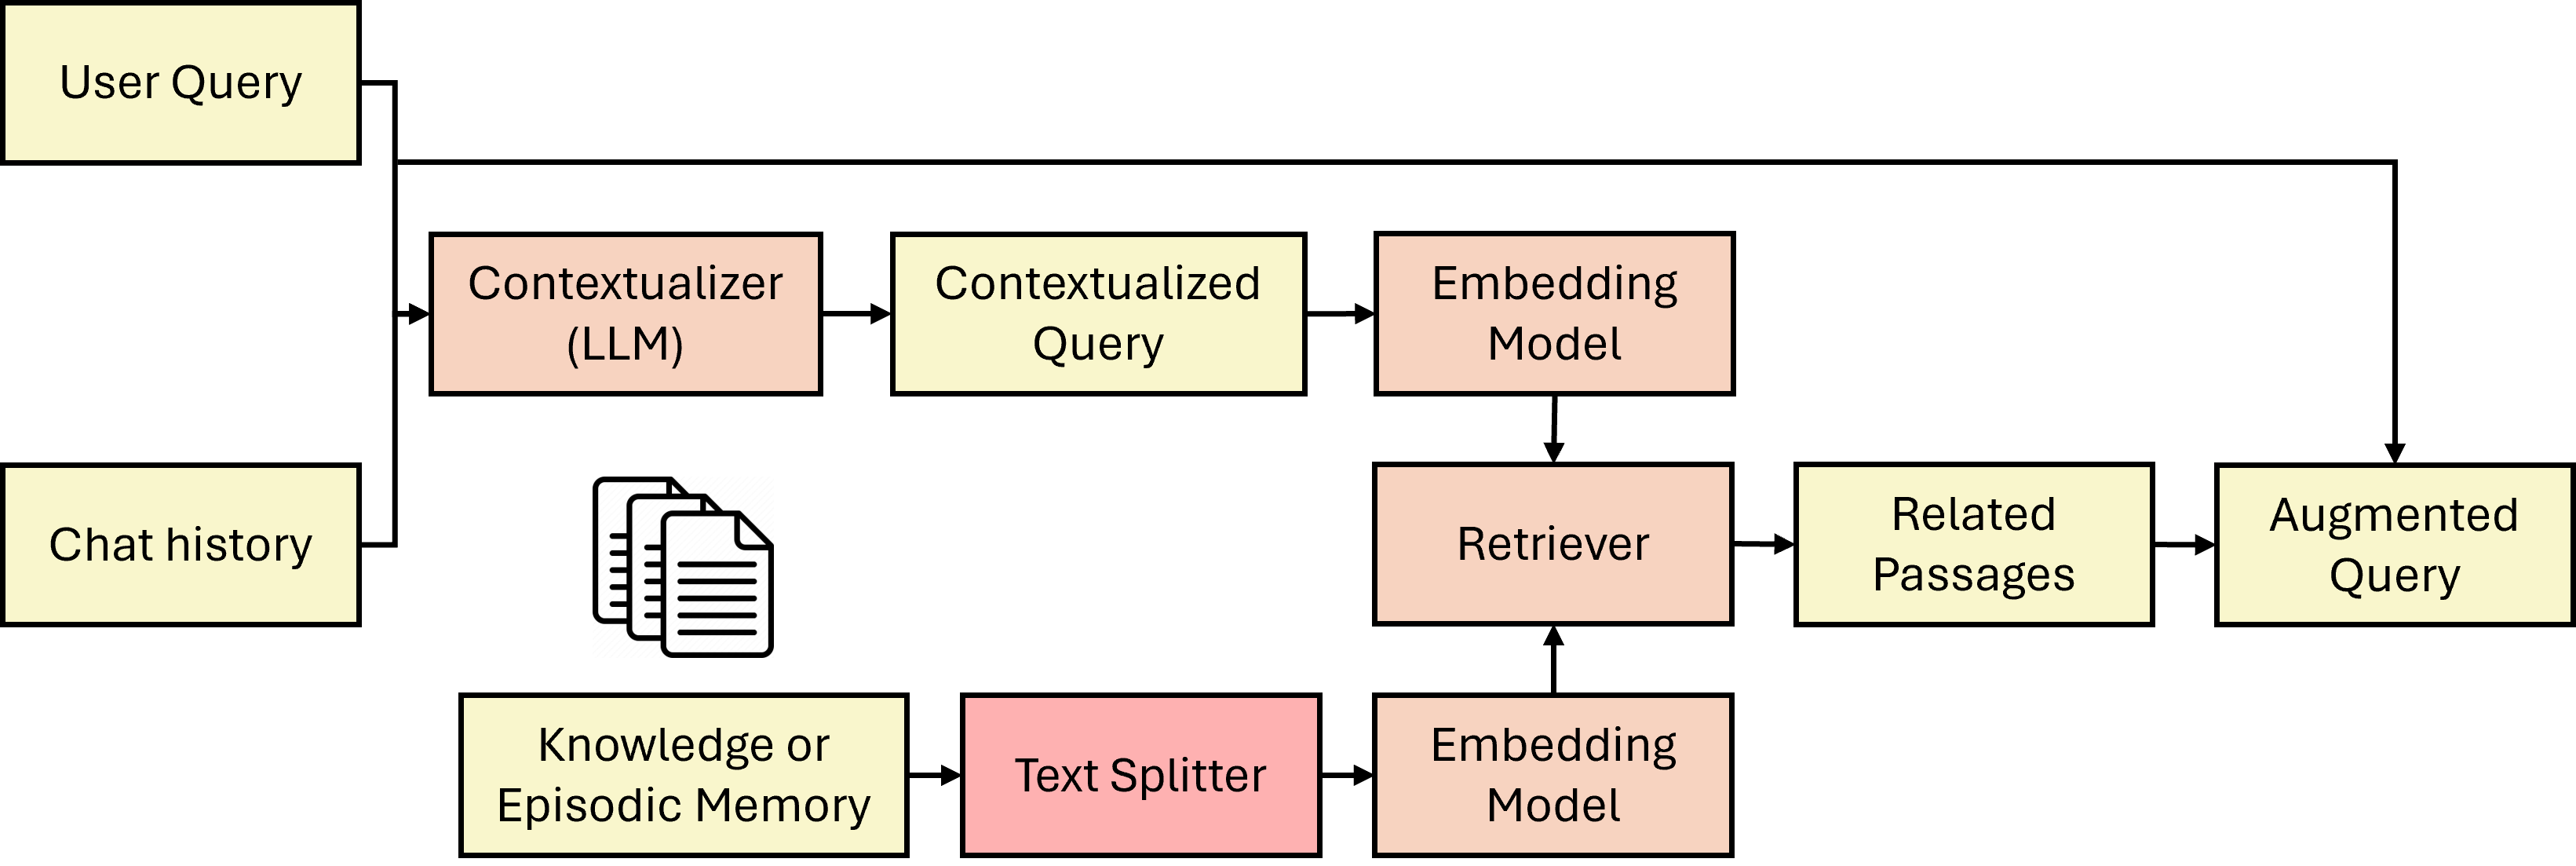 User Query
Contextualizer
(LLM)
Contextualized
Query
Embedding
Model
Chat history
Retriever
Related
Passages
Augmented
Query
Knowledge or
Episodic Memory
Text Splitter
Embedding
Model